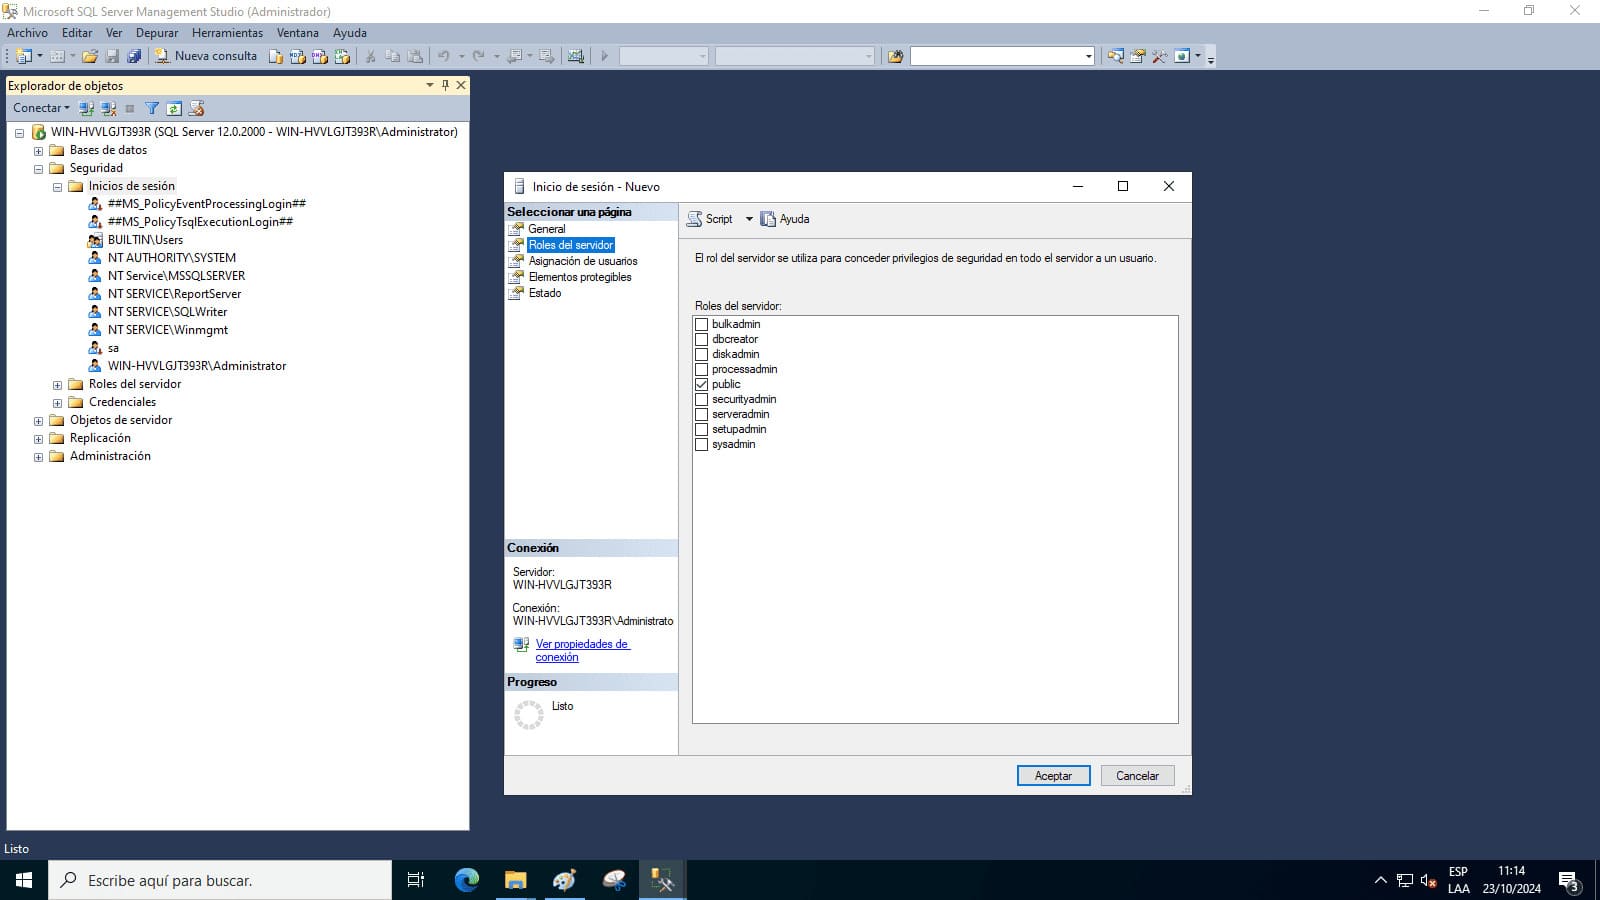 Microsoft SQL Server Management Studio (Administrador)
Archivo Editar Ver Depurar Herramientas Ventana Ayuda
Nueva consulta
Explorador de objetos
Conectar
WIN-HVVLGJT393R (SQL Server 12.0.2000 - WIN-HVVLGJT393R\Administrator)
Bases de datos
Seguridad
Inicios de sesión
##MS_PolicyEventProcessingLogin##
##MS_PolicyTsqlExecutionLogin##
BUILTIN\Users
NT AUTHORITY\SYSTEM
NT Service\MSSQLSERVER
NT SERVICE\ReportServer
NT SERVICE\SQLWriter
NT SERVICE\Winmgmt
sa
WIN-HVVLGJT393R\Administrator
Roles del servidor
Credenciales
Objetos de servidor
Replicación
Administración
Inicio de sesión - Nuevo
Seleccionar una página
General
Roles del servidor
Asignación de usuarios
Elementos protegibles
Estado
Conexión
Servidor:
WIN-HVVLGJT393R
Conexión:
WIN-HVVLGJT393R\Administrato
Ver propiedades de
conexión
Progreso
Listo
Script Ayuda
El rol del servidor se utiliza para conceder privilegios de seguridad en todo el servidor a un usuario.
Roles del servidor:
bulkadmin
dbcreator
diskadmin
processadmin
public
securityadmin
serveradmin
setupadmin
sysadmin
Aceptar Cancelar
Listo
Escribe aquí para buscar.
ESP
LAA
11:14
23/10/2024
3